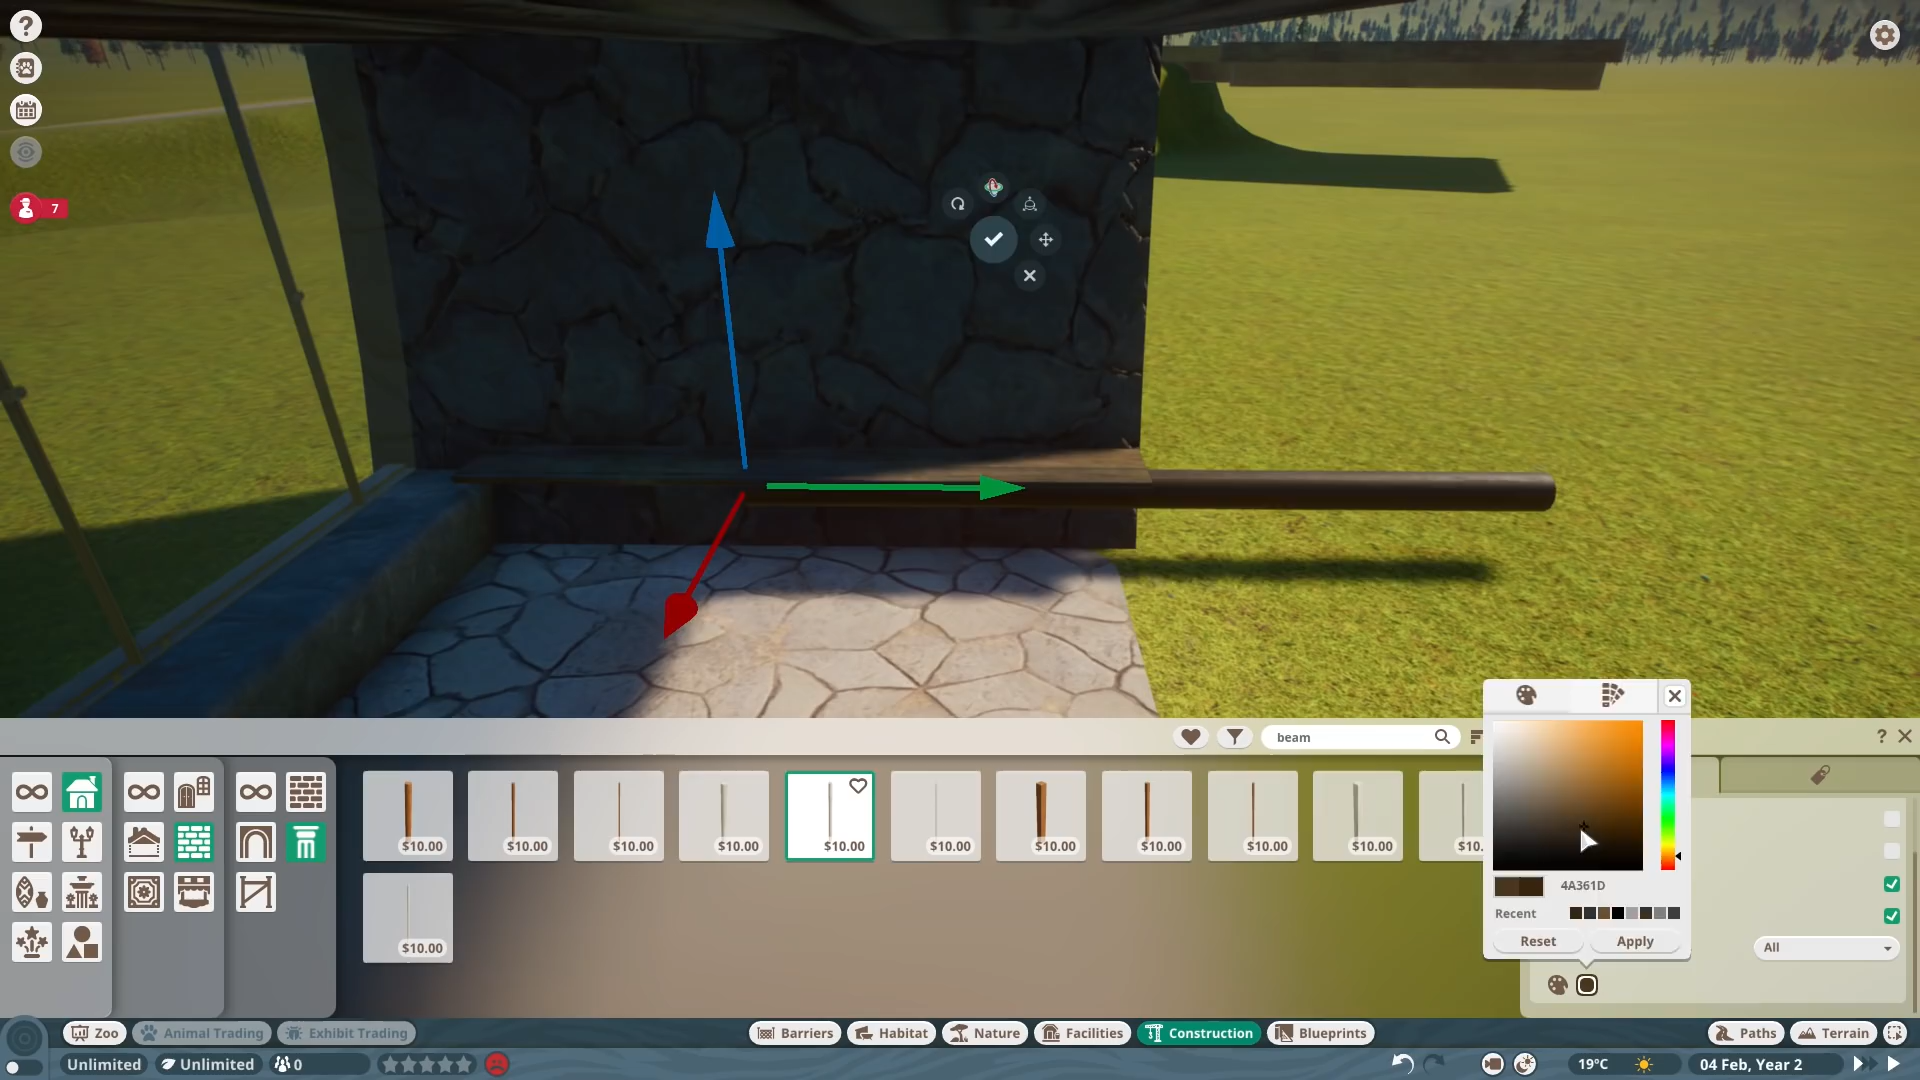 ?
7
beam
?
$10.00
$10.00
$10.00
$10.00
$10.00
$10.00
$10.00
$10.00
$10.00
$10.00
$10.
$10.00
4A361D
Recent
Reset
Apply
All
Zoo
Animal Trading
Exhibit Trading
Barriers
Habitat
Nature
Facilities
Construction
Blueprints
Paths
Terrain
Unlimited
Unlimited
0
19°C
04 Feb, Year 2